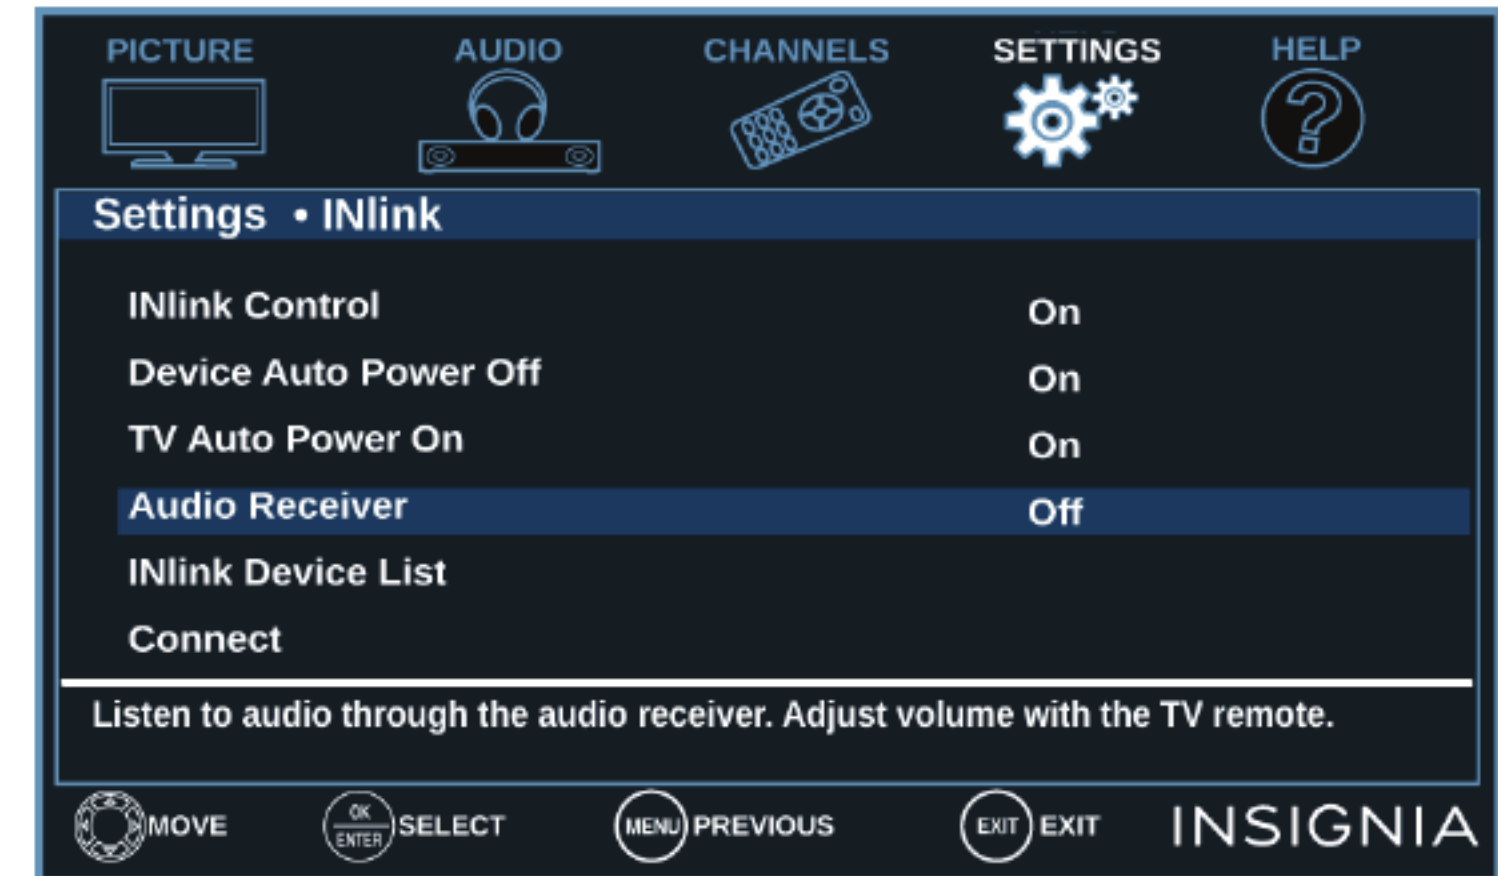 PICTURE AUDIO CHANNELS SETTINGS HELP
Settings • INlink
INlink Control On
Device Auto Power Off On
TV Auto Power On On
Audio Receiver Off
INlink Device List
Connect
Listen to audio through the audio receiver. Adjust volume with the TV remote.
MOVE OK ENTER SELECT MENU PREVIOUS EXIT EXIT INSIGNIA